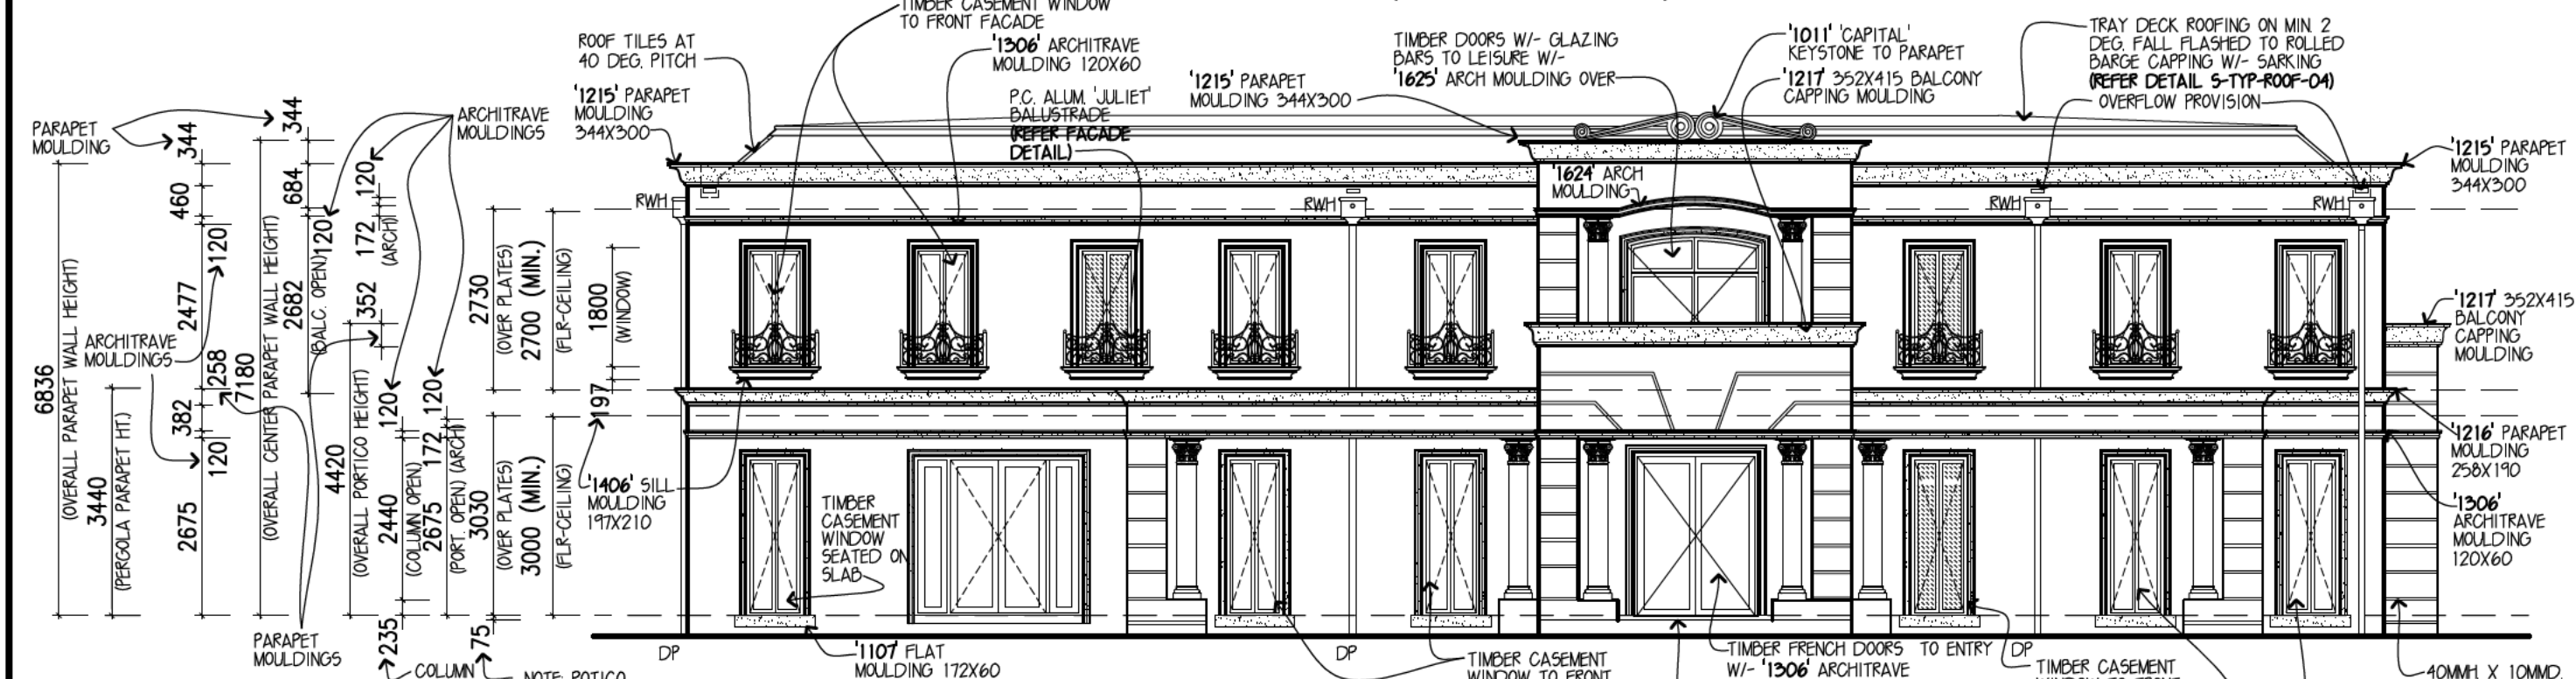 TIMBER CASEMENT WINDOW
TO FRONT FACADE
ROOF TILES AT
40 DEG. PITCH
'1306' ARCHITRAVE
MOULDING 120X60
'1215' PARAPET
MOULDING
344X300
P.C. ALUM. 'JULIET'
BALUSTRADE
(REFER FACADE
DETAIL)
'1215' PARAPET
MOULDING 344X300
TIMBER DOORS W/- GLAZING
BARS TO LEISURE W/-
'1625' ARCH MOULDING OVER
'1011' 'CAPITAL'
KEYSTONE TO PARAPET
'1217' 352X415 BALCONY
CAPPING MOULDING
TRAY DECK ROOFING ON MIN. 2
DEG. FALL FLASHED TO ROLLED
BARGE CAPPING W/- SARKING
(REFER DETAIL S-TYP-ROOF-04)
OVERFLOW PROVISION
'1215' PARAPET
MOULDING
344X300
'1624' ARCH
MOULDING
RWH
RWH
RWH
RWH
PARAPET
MOULDING
344
344
ARCHITRAVE
MOULDINGS
460
684
120
120
120
172
(ARCH)
6836
(OVERALL PARAPET WALL HEIGHT)
3440
(PERGOLA PARAPET HT.)
2477
ARCHITRAVE
MOULDINGS
258
382
120
2675
7180
(OVERALL CENTER PARAPET WALL HEIGHT)
2682
(BALC. OPEN)
352
4420
(OVERALL PORTICO HEIGHT)
120
2440
(COLUMN OPEN)
120
172
(ARCH)
2675
(PORT. OPEN)
2730
(OVER PLATES)
2700 (MIN.)
(FLR-CEILING)
1800
(WINDOW)
197
3030
(OVER PLATES)
3000 (MIN.)
(FLR-CEILING)
'1406' SILL
MOULDING
197X210
TIMBER
CASEMENT
WINDOW
SEATED ON
SLAB
'1217' 352X415
BALCONY
CAPPING
MOULDING
'1216' PARAPET
MOULDING
258X190
'1306'
ARCHITRAVE
MOULDING
120X60
PARAPET
MOULDINGS
235
COLUMN
75
NOTE: POTICO
DP
'1107' FLAT
MOULDING 172X60
DP
TIMBER CASEMENT
WINDOW TO FRONT
TIMBER FRENCH DOORS TO ENTRY
W/- '1306' ARCHITRAVE
DP
TIMBER CASEMENT
WINDOW TO FRONT
40MMH. X 10MMD.